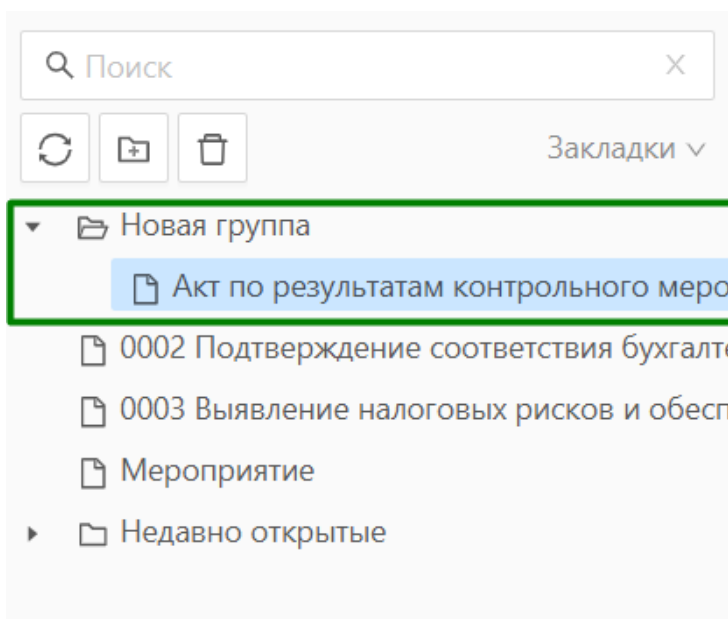 Поиск
Закладки
Новая группа
Акт по результатам контрольного меро
0002 Подтверждение соответствия бухгалте
0003 Выявление налоговых рисков и обесп
Мероприятие
Недавно открытые